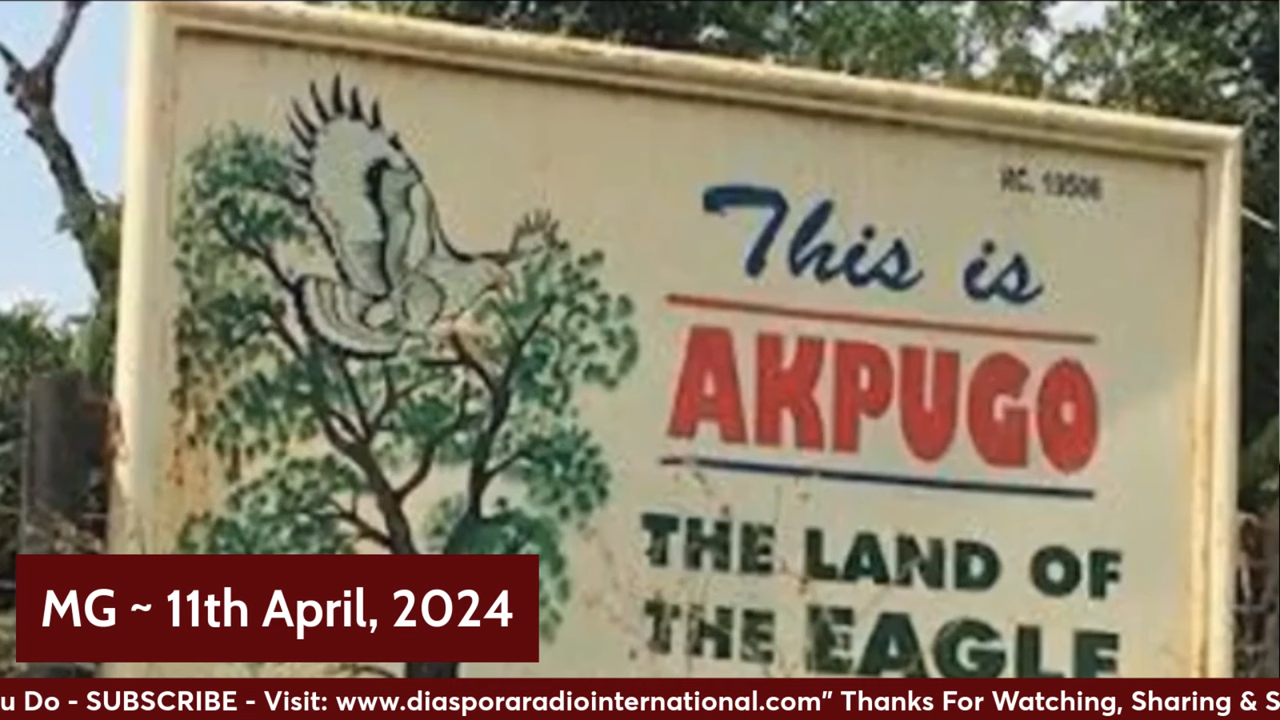 RC. 19506
This is
AKPUGO
THE LAND OF
THE EAGLE
MG ~ 11th April, 2024
u Do - SUBSCRIBE - Visit: www.diasporaradiointernational.com” Thanks For Watching, Sharing & S